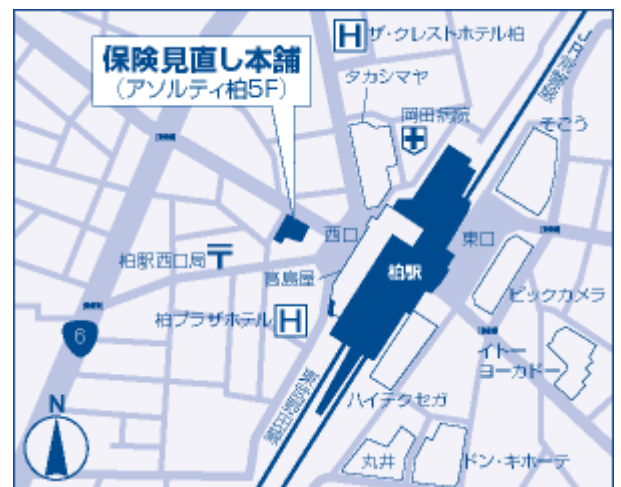 保険見直し本舗
（アソルティ柏5F）
H
ザ・クレストホテル柏
タカシマヤ
岡田病院
そごう
西口
東口
柏駅西口局〒
高島屋
柏駅
ビックカメラ
柏プラザホテル
H
6
イトー
ヨーカドー
ハイテクセガ
N
丸井
ドン・キホーテ